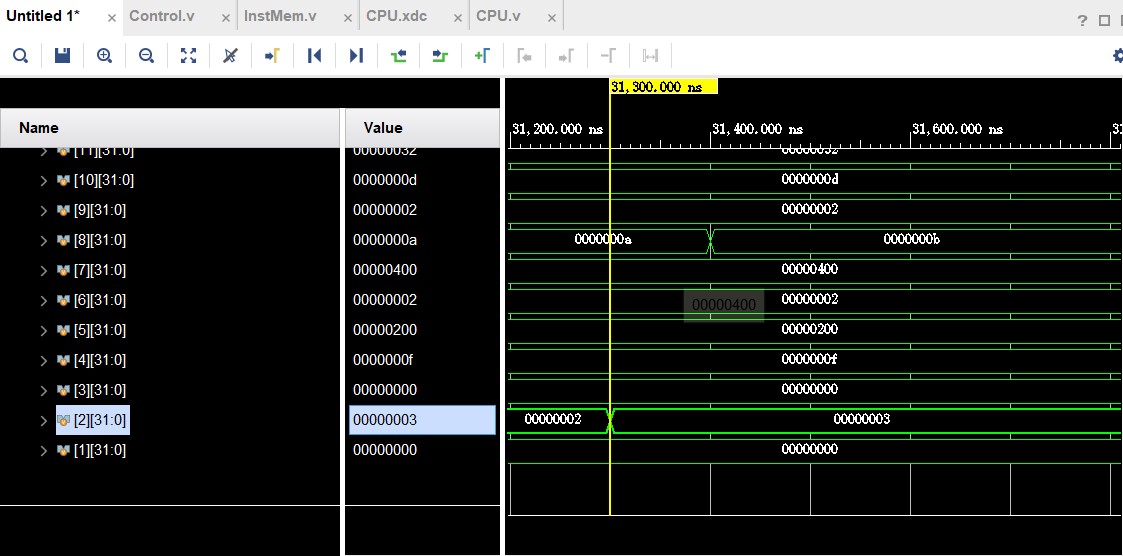 Untitled 1* × Control.v × InstMem.v × CPU.xdc × CPU.v ×
?
31,300.000 ns
Name Value 31,200.000 ns 31,400.000 ns 31,600.000 ns 31
[11][31:0] 00000032 00000032
[10][31:0] 0000000d 0000000d
[9][31:0] 00000002 00000002
[8][31:0] 0000000a 0000000a 0000000b
[7][31:0] 00000400 00000400
[6][31:0] 00000002 00000400 00000002
[5][31:0] 00000200 00000200
[4][31:0] 0000000f 0000000f
[3][31:0] 00000000 00000000
[2][31:0] 00000003 00000002 00000003
[1][31:0] 00000000 00000000